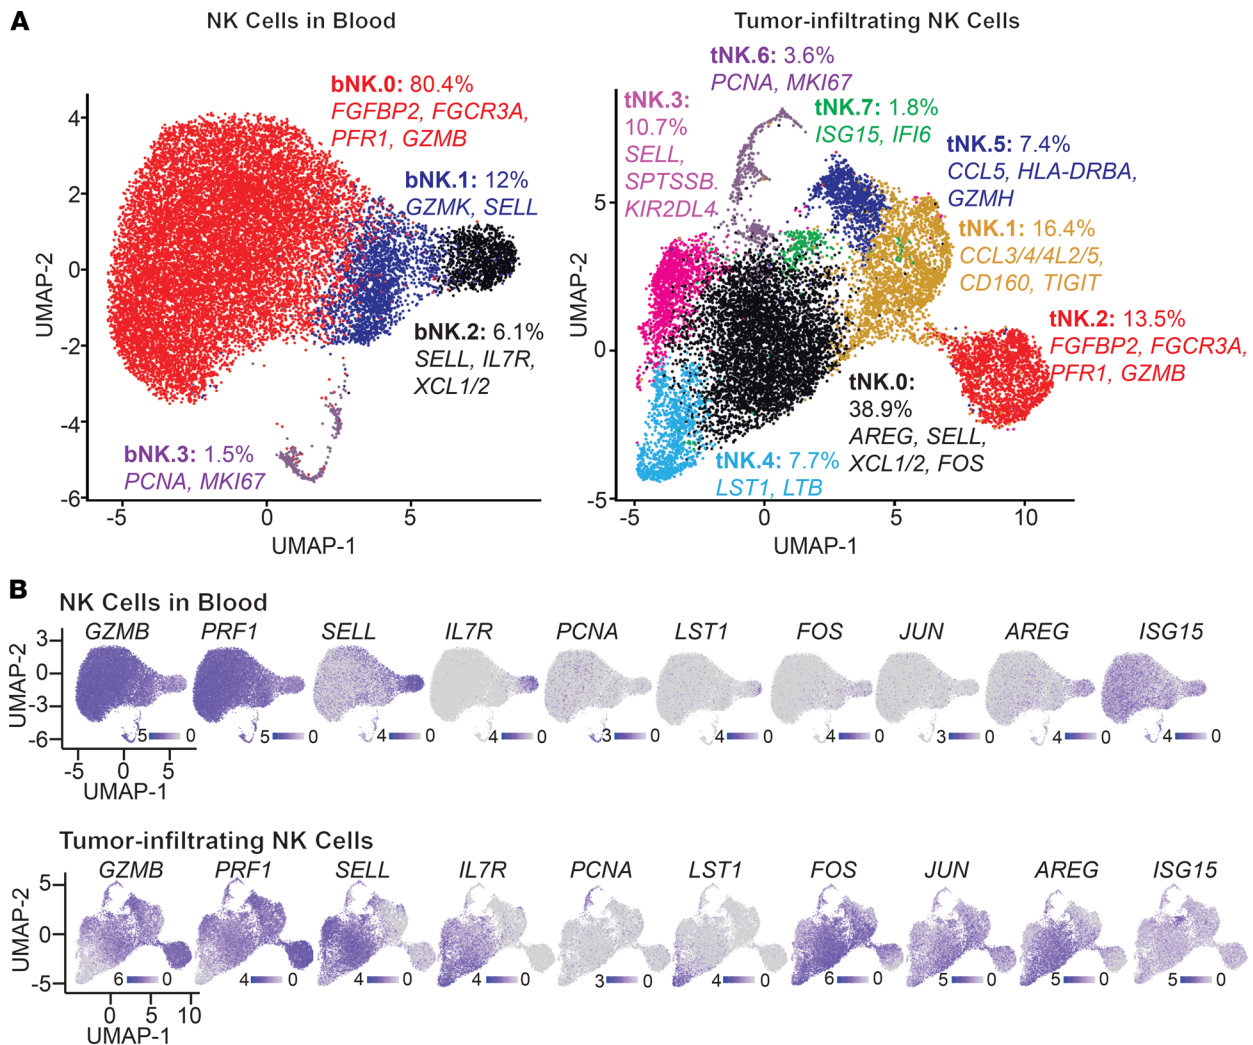 A
NK Cells in Blood
Tumor-infiltrating NK Cells
bNK.0: 80.4%
FGFBP2, FGCR3A,
PFR1, GZMB
bNK.1: 12%
GZMK, SELL
bNK.2: 6.1%
SELL, IL7R,
XCL1/2
bNK.3: 1.5%
PCNA, MKI67
4
2
0
-2
-4
-6
UMAP-2
-5
0
5
UMAP-1
tNK.6: 3.6%
PCNA, MKI67
tNK.3:
10.7%
SELL,
SPTSSB.
KIR2DL4
tNK.7: 1.8%
ISG15, IFI6
tNK.5: 7.4%
CCL5, HLA-DRBA,
GZMH
tNK.1: 16.4%
CCL3/4/4L2/5,
CD160, TIGIT
tNK.2: 13.5%
FGFBP2, FGCR3A,
PFR1, GZMB
tNK.0:
38.9%
AREG, SELL,
XCL1/2, FOS
tNK.4: 7.7%
LST1, LTB
5
0
-5
UMAP-2
-5
0
5
10
UMAP-1
B
NK Cells in Blood
GZMB PRF1 SELL IL7R PCNA LST1 FOS JUN AREG ISG15
3
0
-3
-6
UMAP-2
5 0 5 0 4 0 4 0 3 0 4 0 4 0 3 0 4 0 4 0
-5 0 5
UMAP-1
Tumor-infiltrating NK Cells
GZMB PRF1 SELL IL7R PCNA LST1 FOS JUN AREG ISG15
5
0
-5
UMAP-2
6 0 4 0 4 0 4 0 3 0 4 0 6 0 5 0 5 0 5 0
0 5 10
UMAP-1